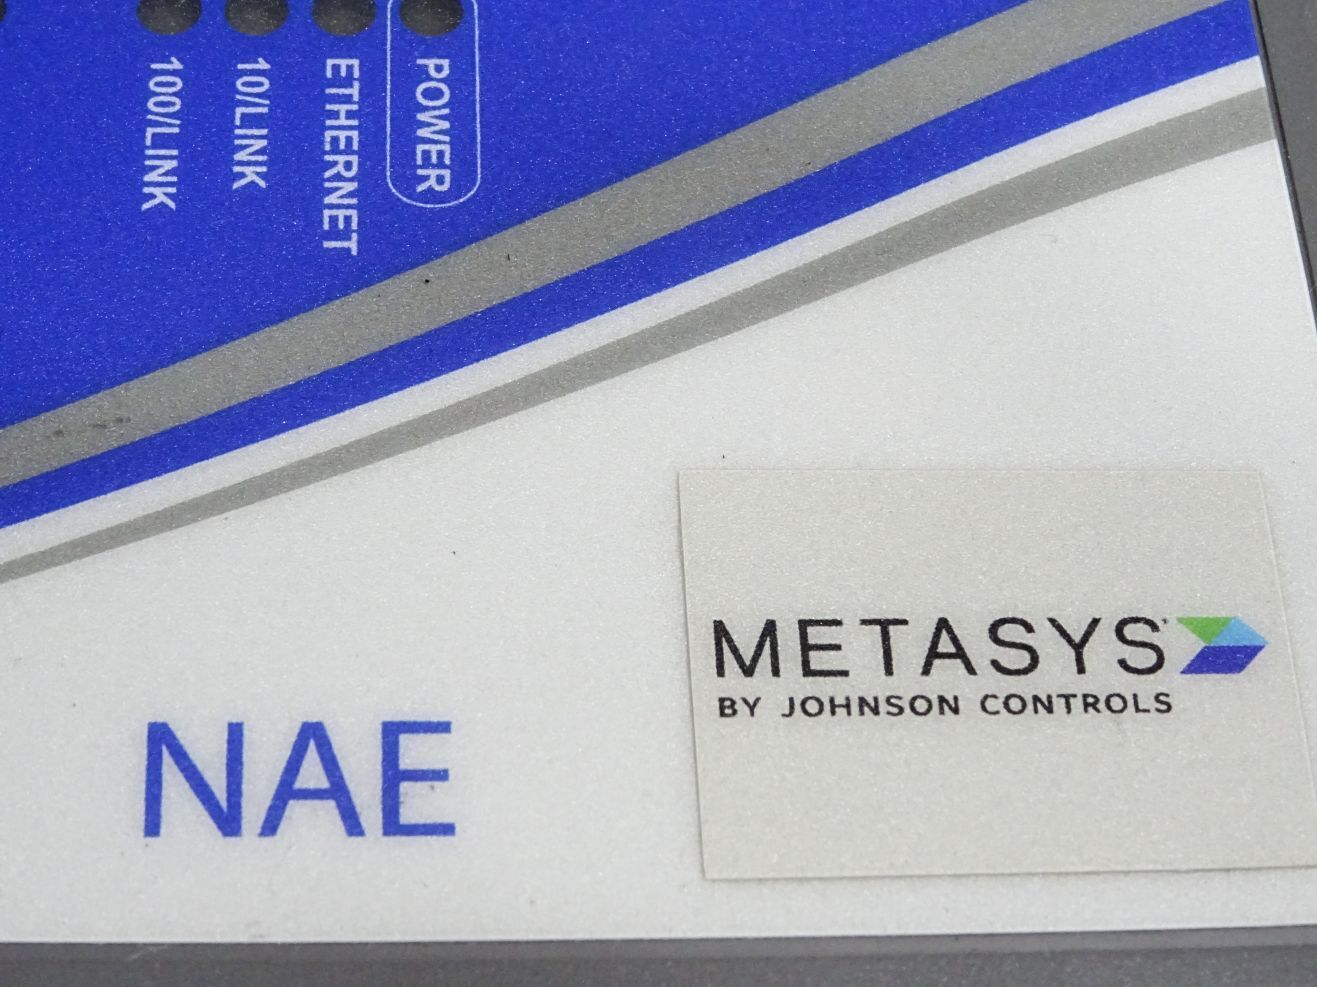 100/LINK
10/LINK
ETHERNET
POWER
METASYS
BY JOHNSON CONTROLS
NAE